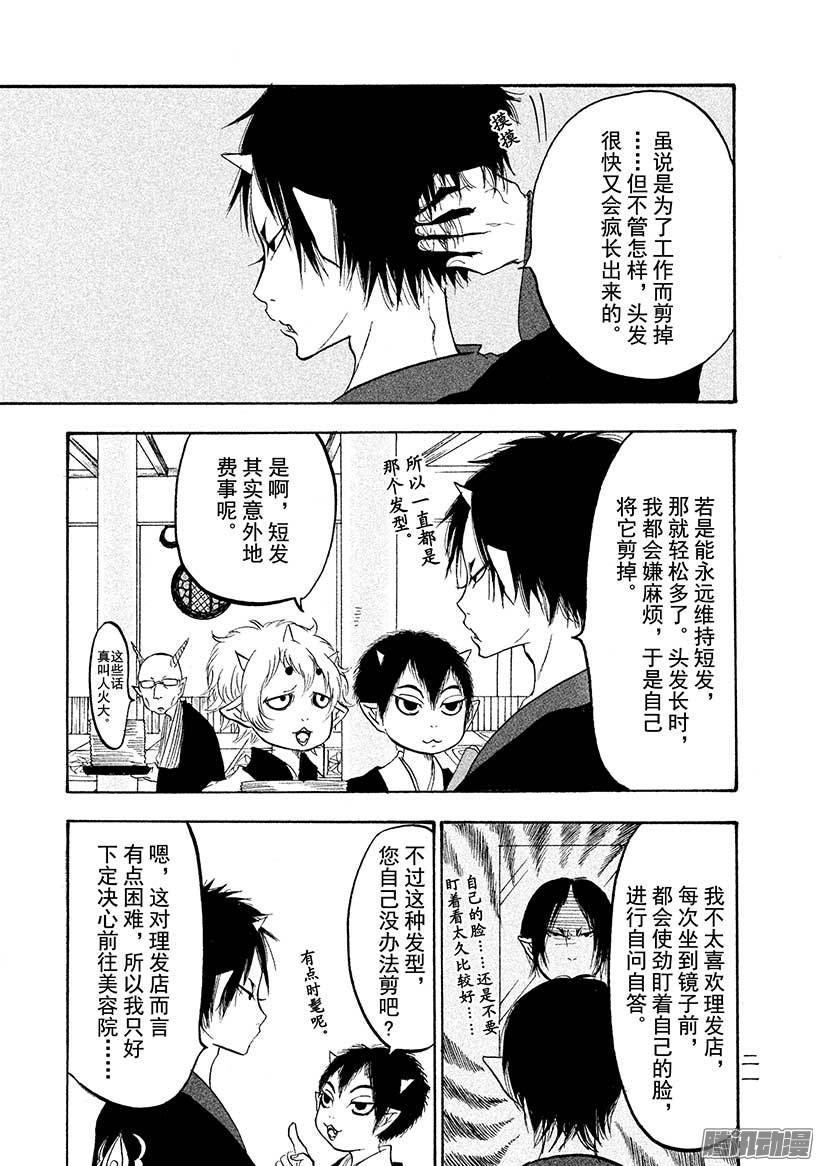 虽说是为了工作而剪掉
……但不管怎样，头发
很快又会疯长出来的。
摸摸
若是能永远维持短发，
那就轻松多了。头发长时，
我都会嫌麻烦，于是自己
将它剪掉。
所以一直都是
那个发型。
是啊，短发
其实意外地
费事呢。
这些话
真叫人火大。
我不太喜欢理发店，
每次坐到镜子前，
都会使劲盯着自己的脸，
进行自问自答。
自己的脸……还是不要
盯着看太久比较好……
不过这种发型，
您自己没办法剪吧？
有点时髦呢。
嗯，这对理发店而言
有点困难，所以我只好
下定决心前往美容院……
二一
腾讯动漫